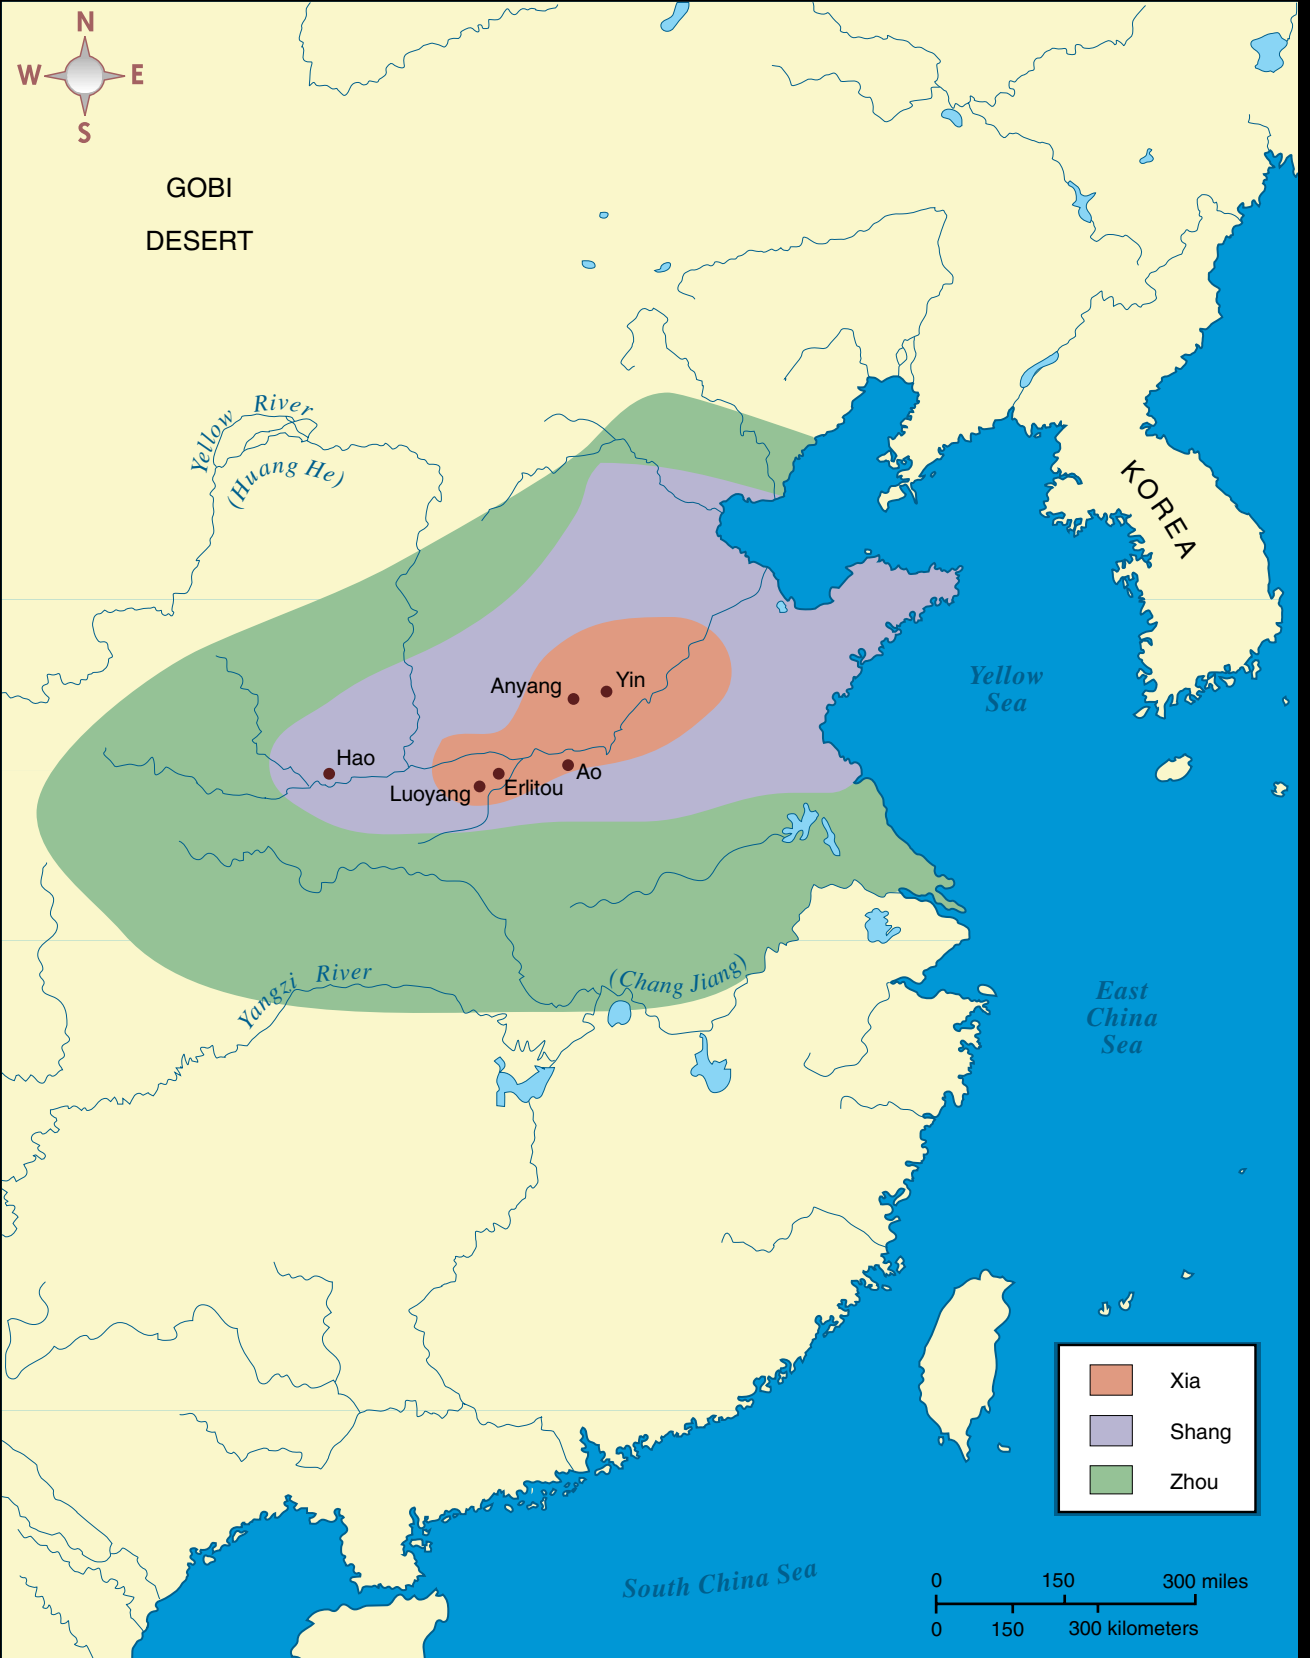 N
W E
S
GOBI
DESERT
Yellow River
(Huang He)
KOREA
Yin
Anyang
Yellow
Sea
Hao
Ao
Luoyang
Erlitou
Yangzi River
(Chang Jiang)
East
China
Sea
Xia
Shang
Zhou
South China Sea
0 150 300 miles
0 150 300 kilometers